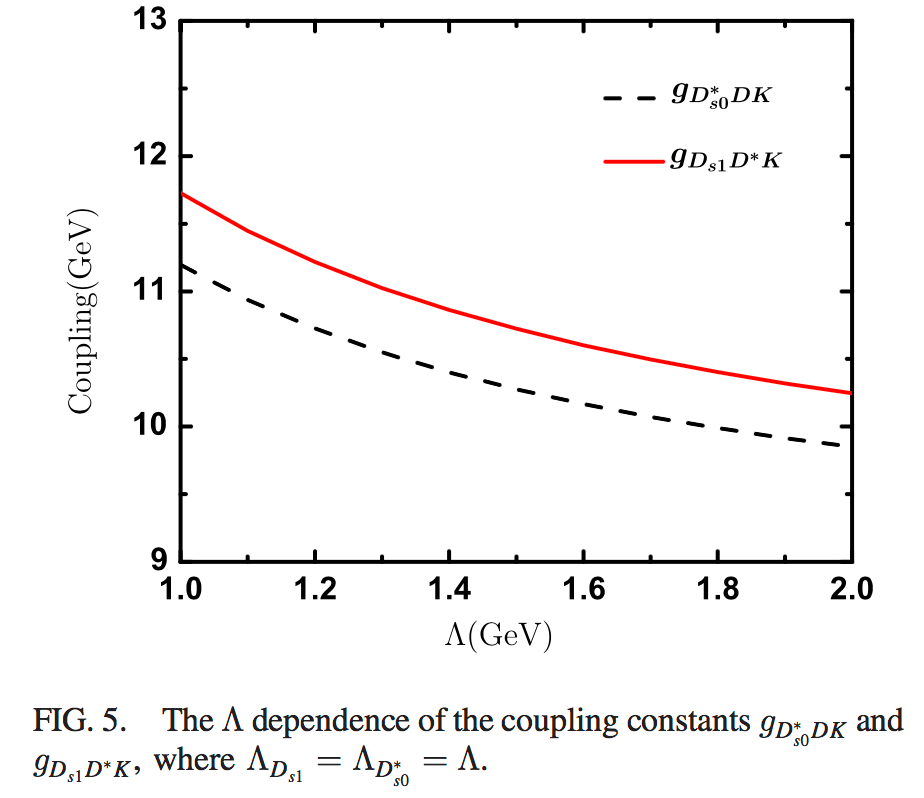 13
12
11
10
9
Coupling(GeV)
g_{D^*_{s0}DK}
g_{D_{s1}D^*K}
1.0 1.2 1.4 1.6 1.8 2.0
Λ(GeV)
FIG. 5. The Λ dependence of the coupling constants g_{D^*_{s0}DK} and
g_{D_{s1}D^*K}, where Λ_{D_{s1}} = Λ_{D^*_{s0}} = Λ.